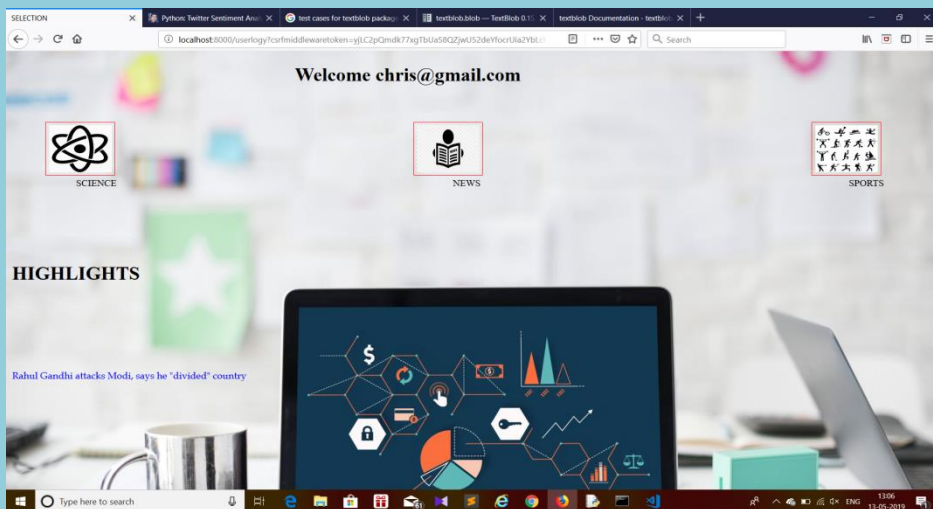 SELECTION
Python: Twitter Sentiment Anal
test cases for textblob package
textblob.blob — TextBlob 0.15
textblob Documentation - textblob
localhost:8000/userlogy?csrfmiddlewaretoken=
Search
Welcome chris@gmail.com
SCIENCE
NEWS
SPORTS
HIGHLIGHTS
Rahul Gandhi attacks Modi, says he "divided" country
$
Type here to search
ENG
13:06
13-05-2019